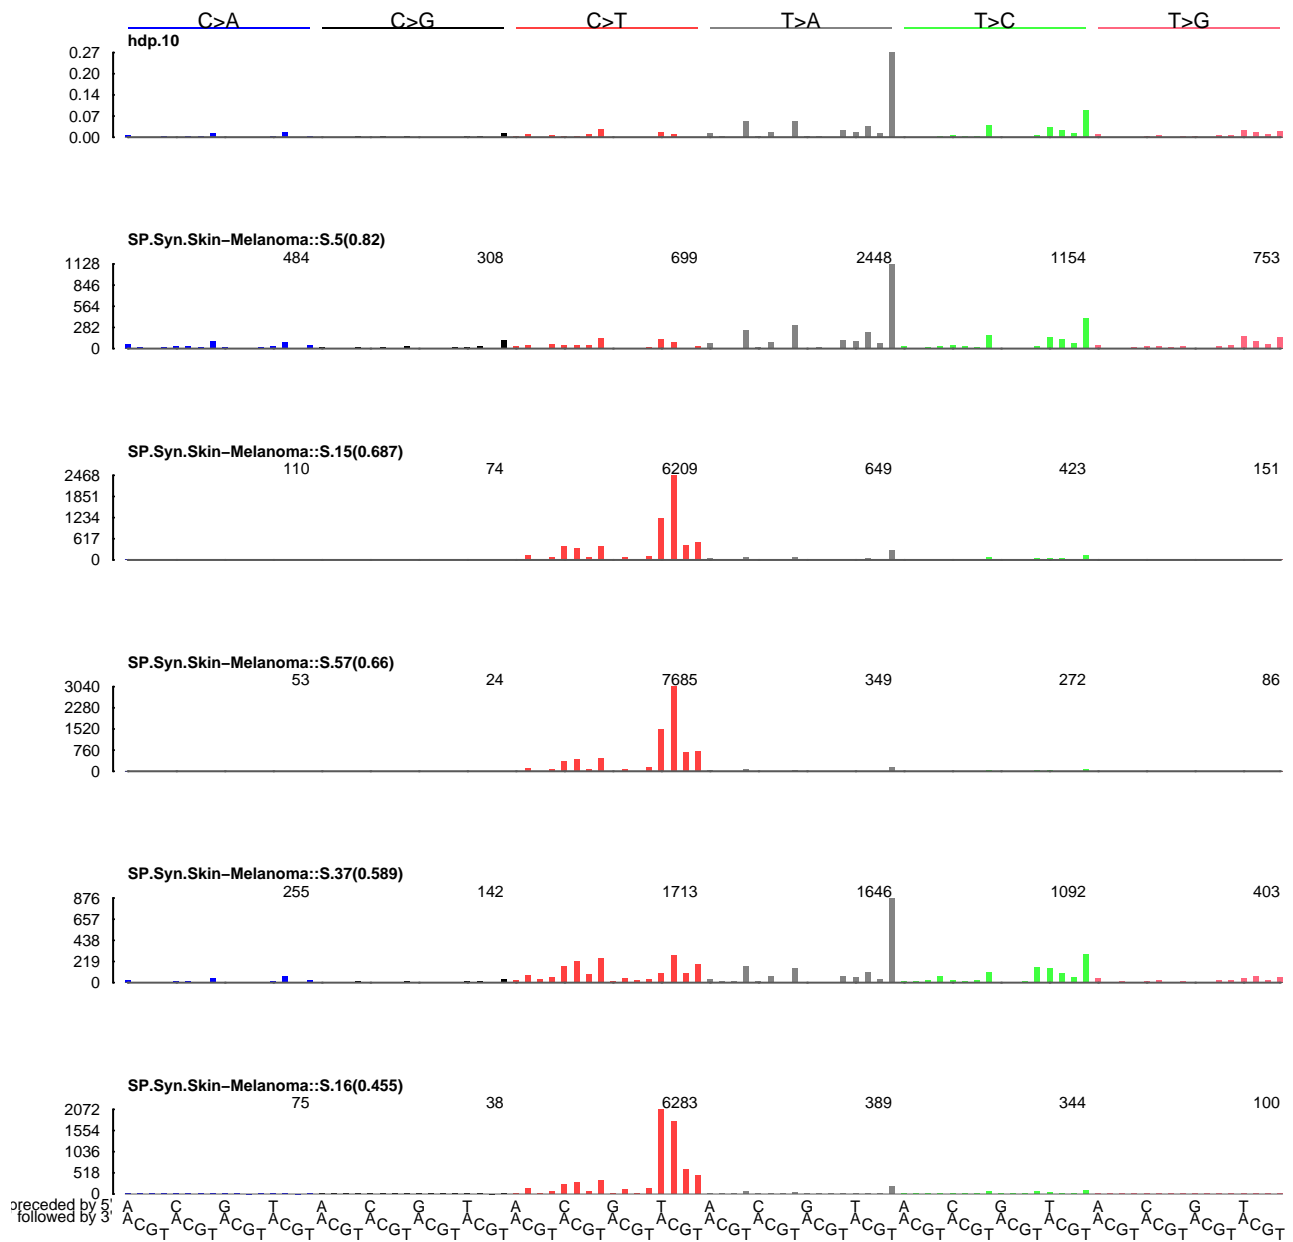 C>A C>G C>T T>A T>C T>G
hdp.10
0.27
0.20
0.14
0.07
0.00
SP.Syn.Skin−Melanoma::S.5(0.82)
484 308 699 2448 1154 753
1128
846
564
282
0
SP.Syn.Skin−Melanoma::S.15(0.687)
110 74 6209 649 423 151
2468
1851
1234
617
0
SP.Syn.Skin−Melanoma::S.57(0.66)
53 24 7685 349 272 86
3040
2280
1520
760
0
SP.Syn.Skin−Melanoma::S.37(0.589)
255 142 1713 1646 1092 403
876
657
438
219
0
SP.Syn.Skin−Melanoma::S.16(0.455)
75 38 6283 389 344 100
2072
1554
1036
518
0
preceded by 5' A C G T A C G T A C G T A C G T A C G T A C G T
followed by 3' A C G T A C G T A C G T A C G T A C G T A C G T A C G T A C G T A C G T A C G T A C G T A C G T A C G T A C G T A C G T A C G T A C G T A C G T A C G T A C G T A C G T A C G T A C G T A C G T